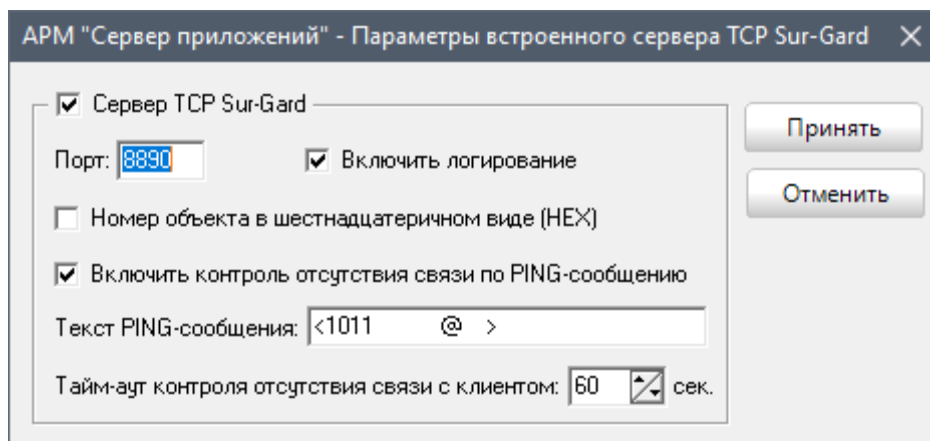 АРМ "Сервер приложений" - Параметры встроенного сервера TCP Sur-Gard
Сервер TCP Sur-Gard
Принять
Порт: 8890 Включить логирование
Отменить
Номер объекта в шестнадцатеричном виде (HEX)
Включить контроль отсутствия связи по PING-сообщению
Текст PING-сообщения: <1011 @ >
Тайм-аут контроля отсутствия связи с клиентом: 60 сек.